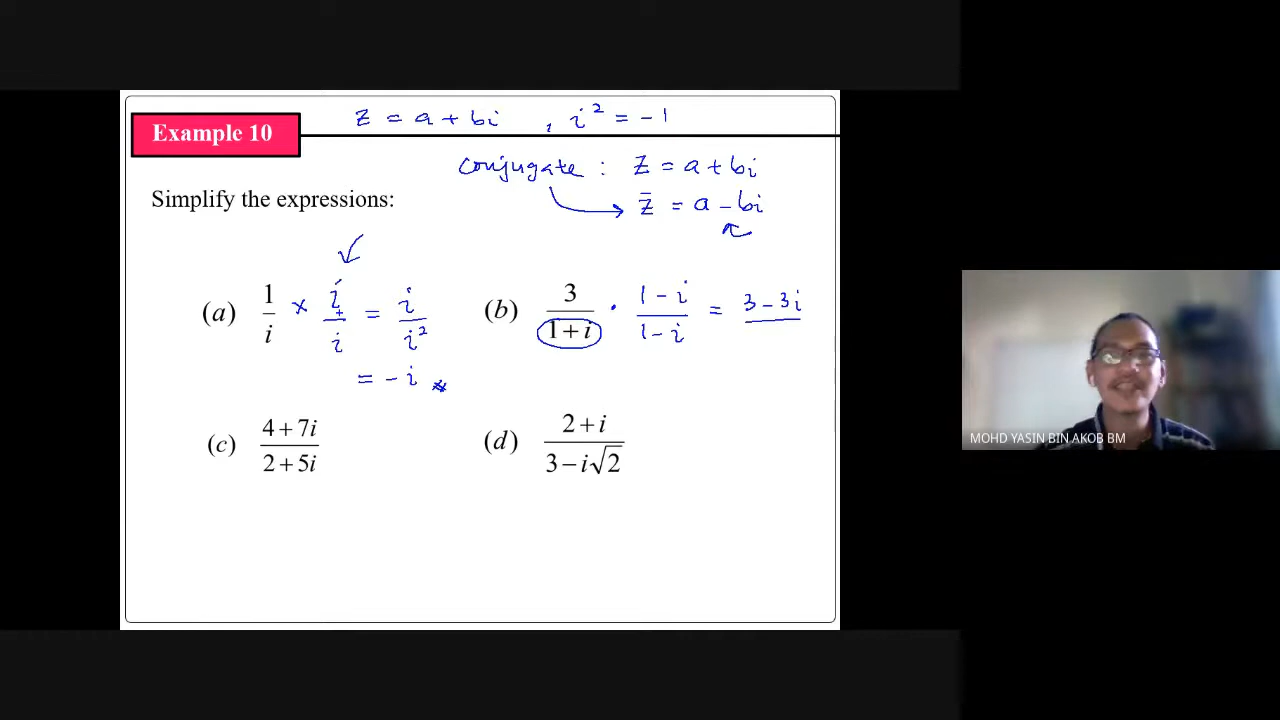 z = a + bi , i² = -1
Example 10
conjugate : z = a + bi
z̄ = a - bi
Simplify the expressions:
(a) 1/i × i/i = i/i²
= -i
(b) 3/(1+i) · (1-i)/(1-i) = 3-3i
(c) (4+7i)/(2+5i)
(d) (2+i)/(3-i√2)
MOHD YASIN BIN AKOB BM